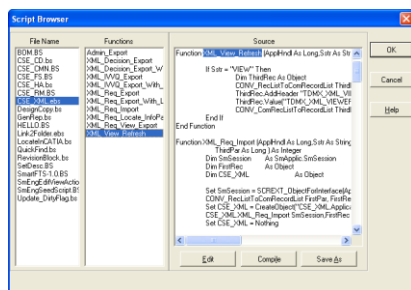 Script Browser
File Name
BOM.BS
CSE_CD.bs
CSE_CMN.BS
CSE_FS.BS
CSE_HA.bs
CSE_RM.BS
CSE_XML.ebs
DesignCopy.BS
GenRep.bs
HELLO.BS
Link2Folder.ebs
LocateInCATIA.BS
QuickFind.bs
RevisionBlock.BS
SetDesc.BS
SmartFTS-1.0.BS
SmEngEditViewActio
SmEngSeedScript.B
Update_DirtyFlag.bs
Functions
Admin_Export
XML_Decision_Export
XML_Decision_Export_W
XML_IVVQ_Export
XML_IVVQ_Export_With_
XML_Req_Export
XML_Req_Export_With_L
XML_Req_Import
XML_Req_Locate_InfoPa
XML_Req_View_Export
XML_View_Refresh
Source
Function XML_View_Refresh (ApplHndl As Long,Sstr As Str
If Sstr = "VIEW" Then
Dim ThirdRec As Object
CONV_RecListToComRecordList Third
ThirdRec.AddHeader "TDMX_XML_VI
ThirdRec.Value("TDMX_XML_VIEWEF
CONV_ComRecListToRecordList Third
End If
End Function
Function XML_Req_Import (ApplHndl As Long,Sstr As String
ThirdPar As Long ) As Integer
Dim SmSession As SmApplic.SmSession
Dim FirstRec As Object
Dim CSE_XML As Object
Set SmSession = SCREXT_ObjectForInterface(Ap
CONV_RecListToComRecordList FirstPar, FirstRec
Set CSE_XML = CreateObject("CSE_XML.Applica
CSE_XML.XML_Req_Import SmSession,FirstRec
Set CSE_XML = Nothing
OK
Cancel
Help
Edit
Compile
Save As